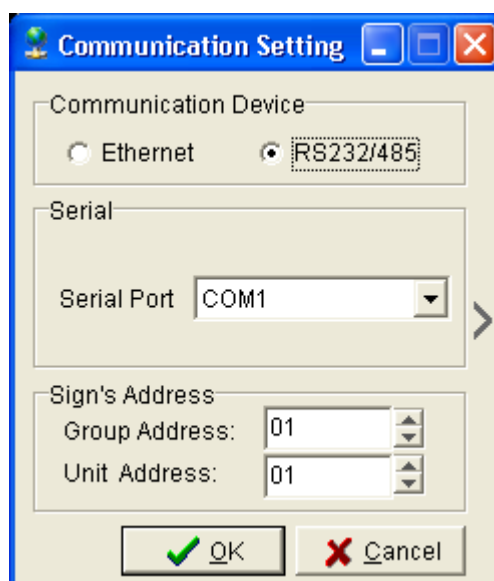 Communication Setting
Communication Device
Ethernet RS232/485
Serial
Serial Port COM1
Sign's Address
Group Address: 01
Unit Address: 01
OK Cancel